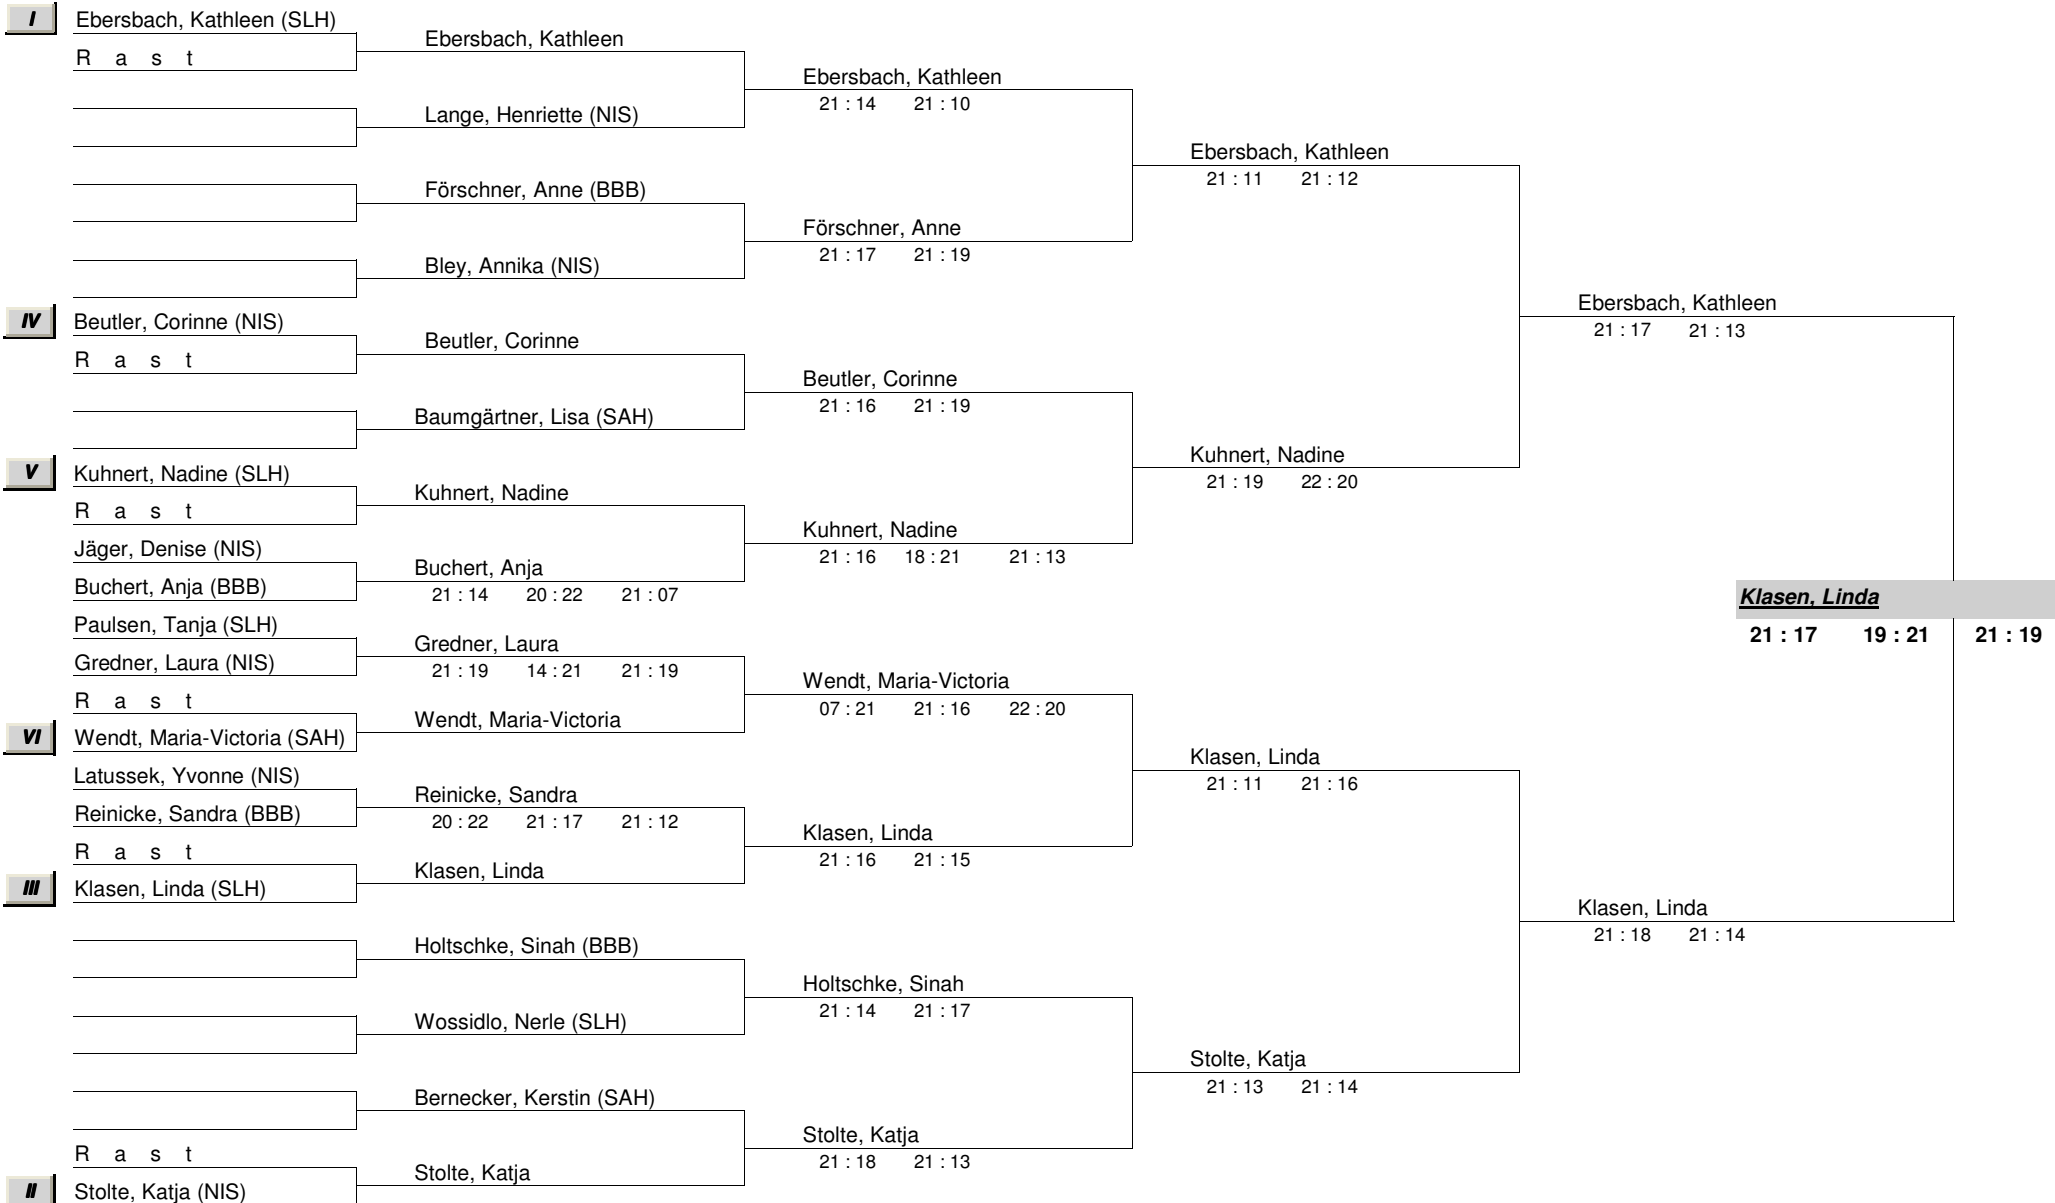 I Ebersbach, Kathleen (SLH)
R a s t
Ebersbach, Kathleen
Lange, Henriette (NIS)
Ebersbach, Kathleen
21 : 14 21 : 10
Förschner, Anne (BBB)
Bley, Annika (NIS)
Förschner, Anne
21 : 17 21 : 19
Ebersbach, Kathleen
21 : 11 21 : 12
IV Beutler, Corinne (NIS)
R a s t
Beutler, Corinne
Baumgärtner, Lisa (SAH)
Beutler, Corinne
21 : 16 21 : 19
V Kuhnert, Nadine (SLH)
R a s t
Kuhnert, Nadine
Jäger, Denise (NIS)
Buchert, Anja (BBB)
Buchert, Anja
21 : 14 20 : 22 21 : 07
Kuhnert, Nadine
21 : 16 18 : 21 21 : 13
Kuhnert, Nadine
21 : 19 22 : 20
Ebersbach, Kathleen
21 : 17 21 : 13
Paulsen, Tanja (SLH)
Gredner, Laura (NIS)
Gredner, Laura
21 : 19 14 : 21 21 : 19
R a s t
VI Wendt, Maria-Victoria (SAH)
Wendt, Maria-Victoria
Wendt, Maria-Victoria
07 : 21 21 : 16 22 : 20
Latussek, Yvonne (NIS)
Reinicke, Sandra (BBB)
Reinicke, Sandra
20 : 22 21 : 17 21 : 12
R a s t
III Klasen, Linda (SLH)
Klasen, Linda
Klasen, Linda
21 : 16 21 : 15
Klasen, Linda
21 : 11 21 : 16
Holtschke, Sinah (BBB)
Wossidlo, Nerle (SLH)
Holtschke, Sinah
21 : 14 21 : 17
Bernecker, Kerstin (SAH)
R a s t
II Stolte, Katja (NIS)
Stolte, Katja
Stolte, Katja
21 : 18 21 : 13
Stolte, Katja
21 : 13 21 : 14
Klasen, Linda
21 : 18 21 : 14
Klasen, Linda
21 : 17 19 : 21 21 : 19